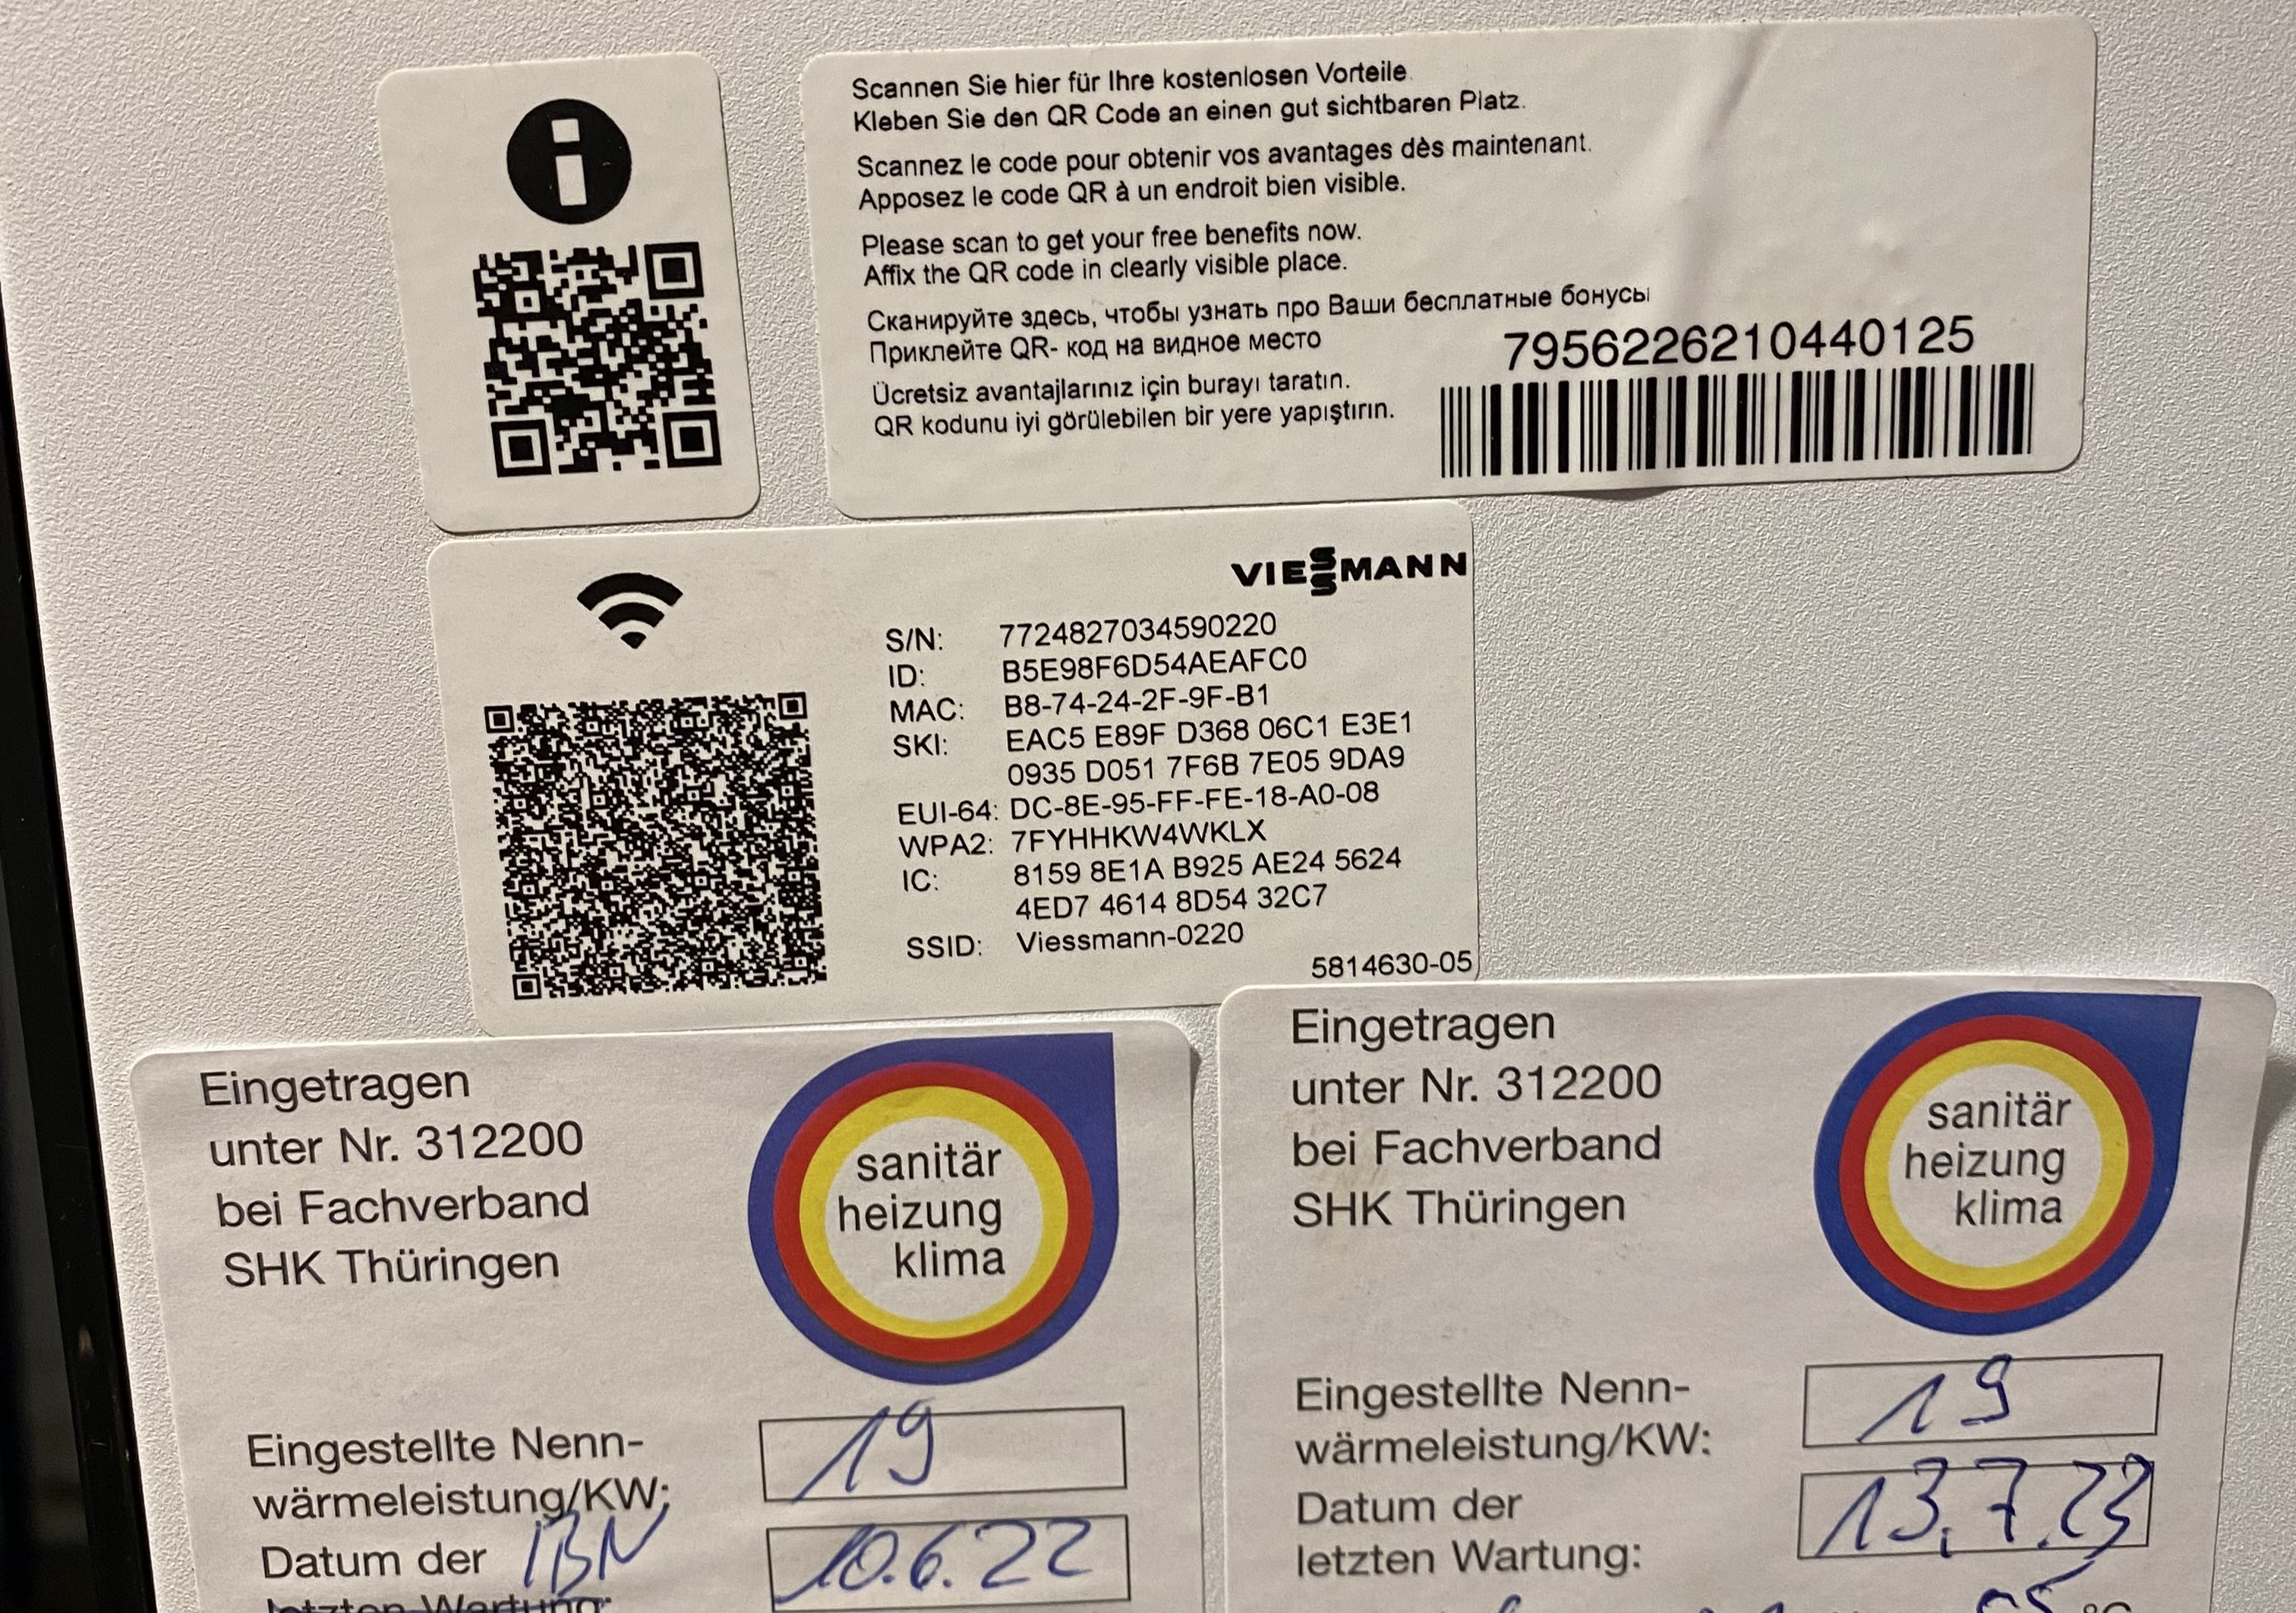 Scannen Sie hier für Ihre kostenlosen Vorteile.
Kleben Sie den QR Code an einen gut sichtbaren Platz.
Scannez le code pour obtenir vos avantages dès maintenant.
Apposez le code QR à un endroit bien visible.
Please scan to get your free benefits now.
Affix the QR code in clearly visible place.
Сканируйте здесь, чтобы узнать про Ваши бесплатные бонусы
Приклейте QR- код на видное место
Ücretsiz avantajlarınız için burayı taratın.
QR kodunu iyi görülebilen bir yere yapıştırın.
7956226210440125
VIESSMANN
S/N: 7724827034590220
ID: B5E98F6D54AEAFC0
MAC: B8-74-24-2F-9F-B1
SKI: EAC5 E89F D368 06C1 E3E1
0935 D051 7F6B 7E05 9DA9
EUI-64: DC-8E-95-FF-FE-18-A0-08
WPA2: 7FYHHKW4WKLX
IC: 8159 8E1A B925 AE24 5624
4ED7 4614 8D54 32C7
SSID: Viessmann-0220
5814630-05
Eingetragen
unter Nr. 312200
bei Fachverband
SHK Thüringen
sanitär
heizung
klima
Eingestellte Nenn-
wärmeleistung/KW: 19
Datum der IBN 10.6.22
letzten Wartung:
Eingetragen
unter Nr. 312200
bei Fachverband
SHK Thüringen
sanitär
heizung
klima
Eingestellte Nenn-
wärmeleistung/KW: 19
Datum der
letzten Wartung: 13.7.23
°C